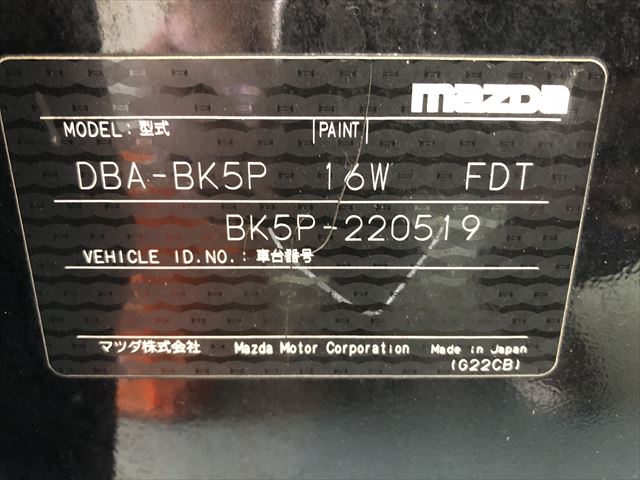 mazda
MODEL: 型式 PAINT
DBA-BK5P 16W FDT
BK5P-220519
VEHICLE ID.NO.: 車台番号
マツダ株式会社 Mazda Motor Corporation Made in Japan
(G22CB)